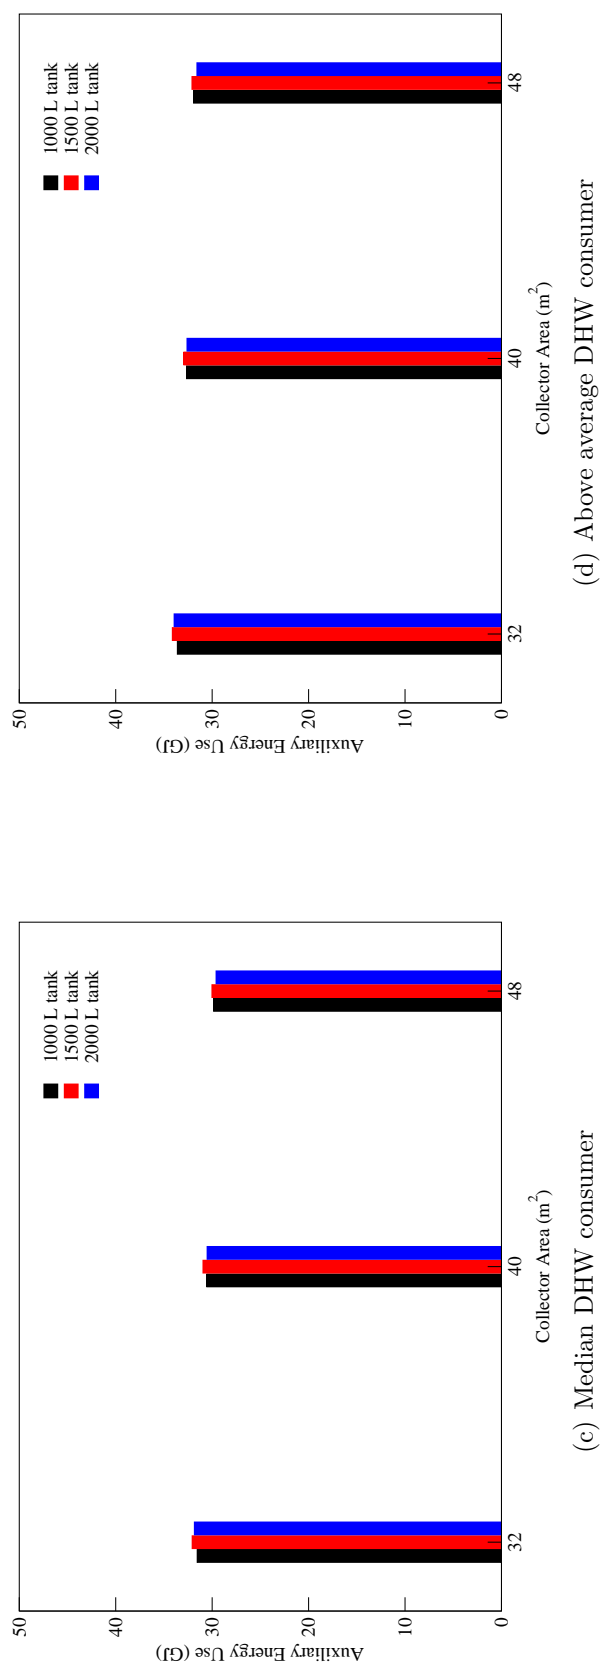 50
40
30
20
10
0
Auxiliary Energy Use (GJ)
1000 L tank
1500 L tank
2000 L tank
32
40
48
Collector Area (m²)
(c) Median DHW consumer
50
40
30
20
10
0
Auxiliary Energy Use (GJ)
1000 L tank
1500 L tank
2000 L tank
32
40
48
Collector Area (m²)
(d) Above average DHW consumer